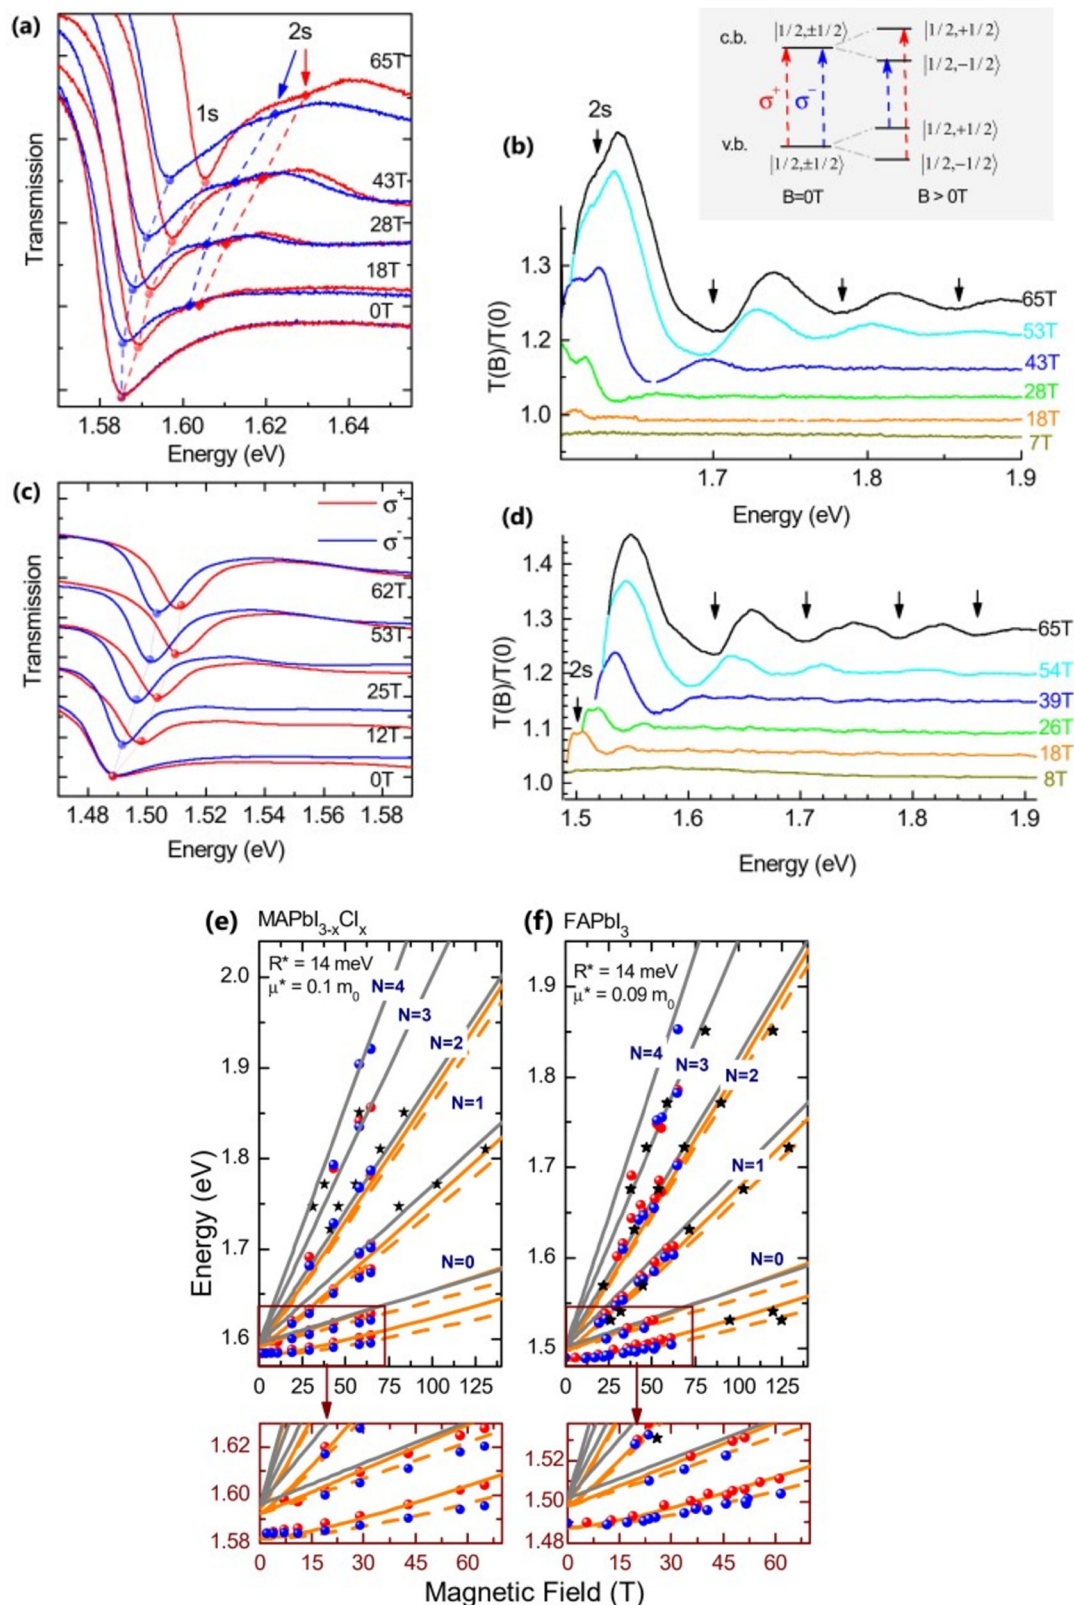 (a)
2s
65T
1s
43T
28T
18T
0T
Transmission
1.58 1.60 1.62 1.64
Energy (eV)
c.b. |1/2,±1/2⟩ |1/2,+1/2⟩
|1/2,-1/2⟩
σ+ σ-
v.b. |1/2,+1/2⟩
|1/2,±1/2⟩ |1/2,-1/2⟩
B=0T B > 0T
(b)
2s
65T
53T
43T
28T
18T
7T
T(B)/T(0)
1.3
1.2
1.0
1.7 1.8 1.9
Energy (eV)
(c)
σ+
σ-
62T
53T
25T
12T
0T
Transmission
1.48 1.50 1.52 1.54 1.56 1.58
Energy (eV)
(d)
2s
65T
54T
39T
26T
18T
8T
T(B)/T(0)
1.4
1.3
1.2
1.1
1.0
1.5 1.6 1.7 1.8 1.9
Energy (eV)
(e) MAPbI3-xClx
R* = 14 meV
μ* = 0.1 m0
N=4
N=3
N=2
N=1
N=0
Energy (eV)
2.0
1.9
1.8
1.7
1.6
0 25 50 75 100 125
1.62
1.60
1.58
0 15 30 45 60
(f) FAPbI3
R* = 14 meV
μ* = 0.09 m0
N=4
N=3
N=2
N=1
N=0
1.9
1.8
1.7
1.6
1.5
0 25 50 75 100 125
1.52
1.50
1.48
0 15 30 45 60
Magnetic Field (T)